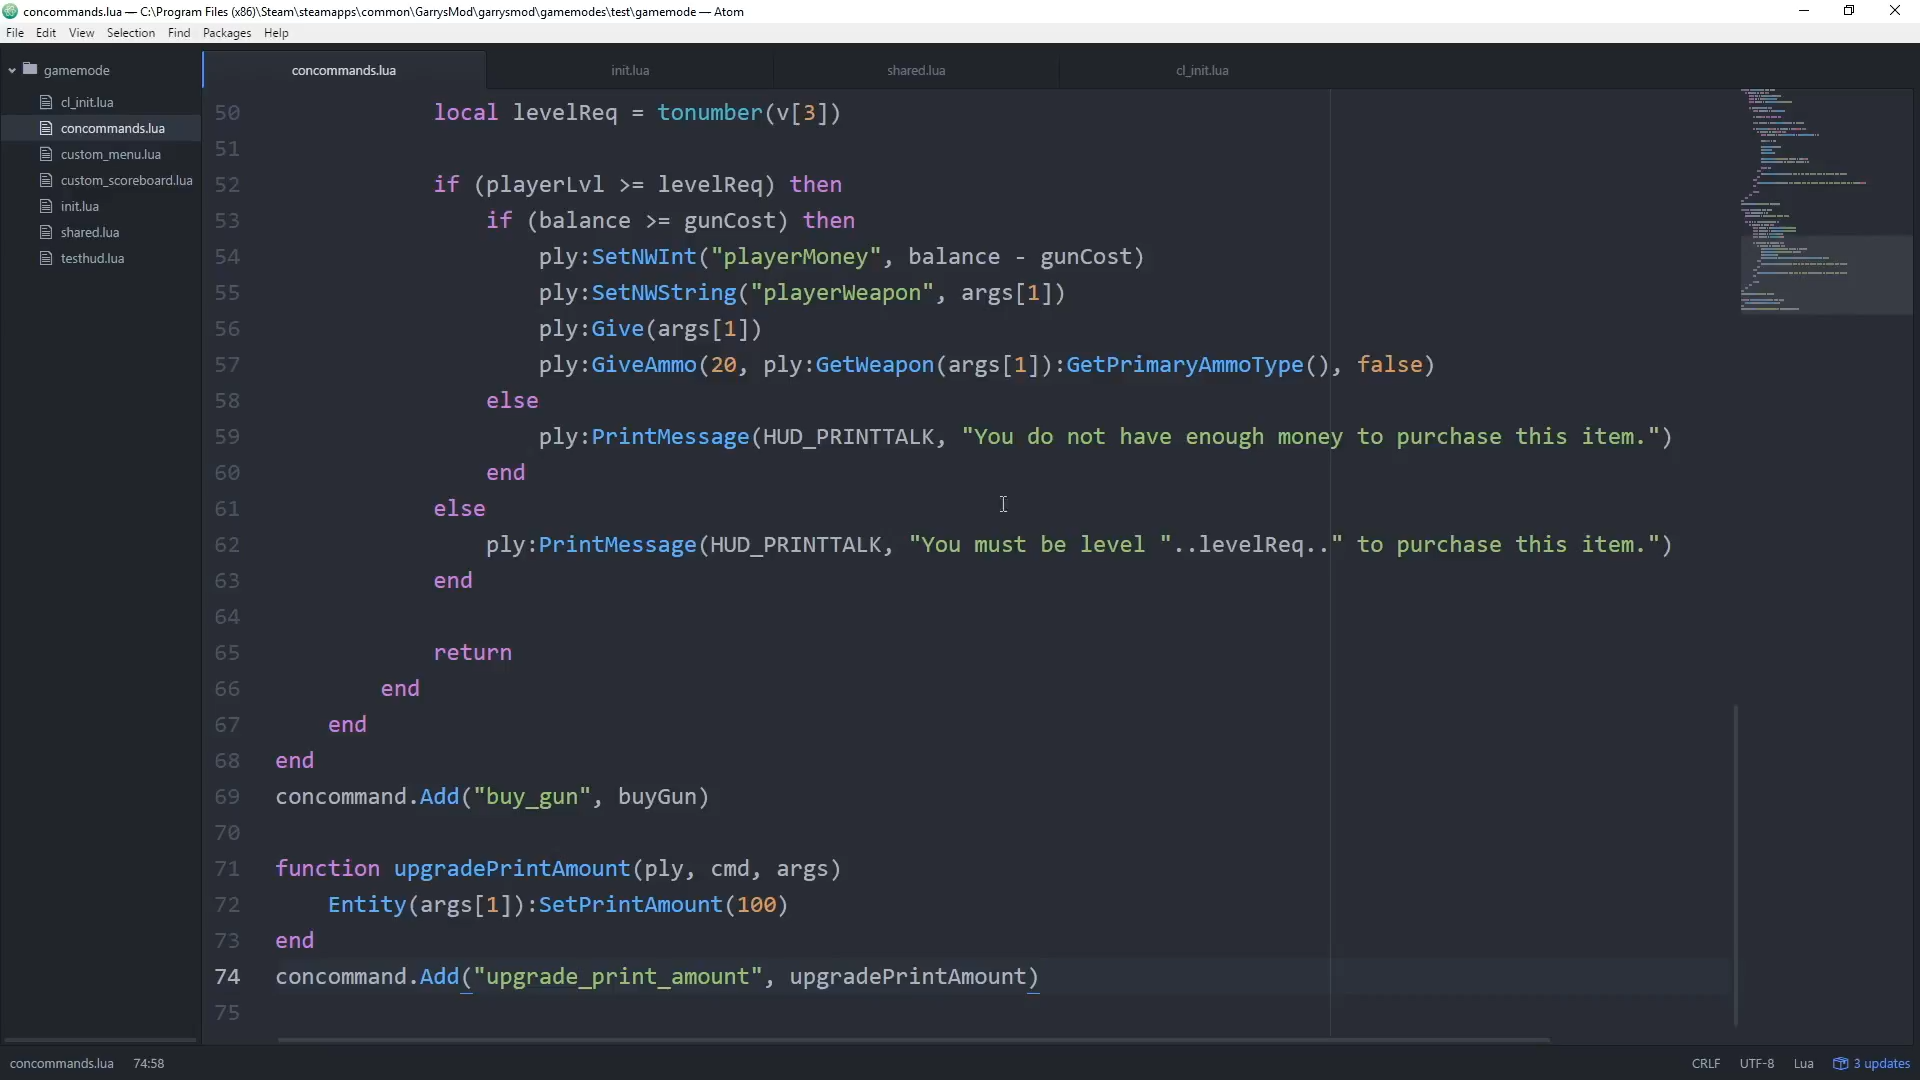 concommands.lua — C:\Program Files (x86)\Steam\steamapps\common\GarrysMod\garrysmod\gamemodes\test\gamemode — Atom
File Edit View Selection Find Packages Help
gamemode
cl_init.lua
concommands.lua
custom_menu.lua
custom_scoreboard.lua
init.lua
shared.lua
testhud.lua
concommands.lua init.lua shared.lua cl_init.lua
50 local levelReq = tonumber(v[3])
51
52 if (playerLvl >= levelReq) then
53 if (balance >= gunCost) then
54 ply:SetNWInt("playerMoney", balance - gunCost)
55 ply:SetNWString("playerWeapon", args[1])
56 ply:Give(args[1])
57 ply:GiveAmmo(20, ply:GetWeapon(args[1]):GetPrimaryAmmoType(), false)
58 else
59 ply:PrintMessage(HUD_PRINTTALK, "You do not have enough money to purchase this item.")
60 end
61 else
62 ply:PrintMessage(HUD_PRINTTALK, "You must be level "..levelReq.." to purchase this item.")
63 end
64
65 return
66 end
67 end
68 end
69 concommand.Add("buy_gun", buyGun)
70
71 function upgradePrintAmount(ply, cmd, args)
72 Entity(args[1]):SetPrintAmount(100)
73 end
74 concommand.Add("upgrade_print_amount", upgradePrintAmount)
75
concommands.lua 74:58 CRLF UTF-8 Lua 3 updates